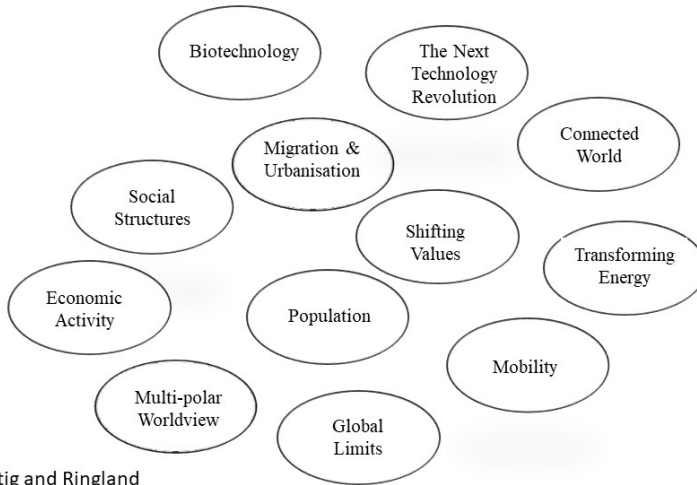 Biotechnology
The Next
Technology
Revolution
Connected
World
Migration &
Urbanisation
Social
Structures
Shifting
Values
Transforming
Energy
Economic
Activity
Population
Mobility
Multi-polar
Worldview
Global
Limits
and Ringland